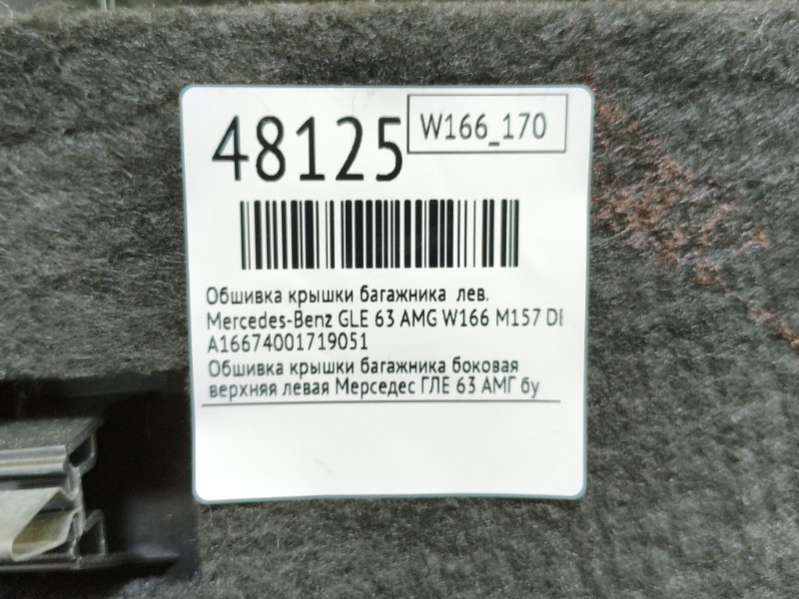 48125
W166_170
Обшивка крышки багажника лев.
Mercedes-Benz GLE 63 AMG W166 M157
A16674001719051
Обшивка крышки багажника боковая
верхняя левая Мерседес ГЛЕ 63 АМГ бу